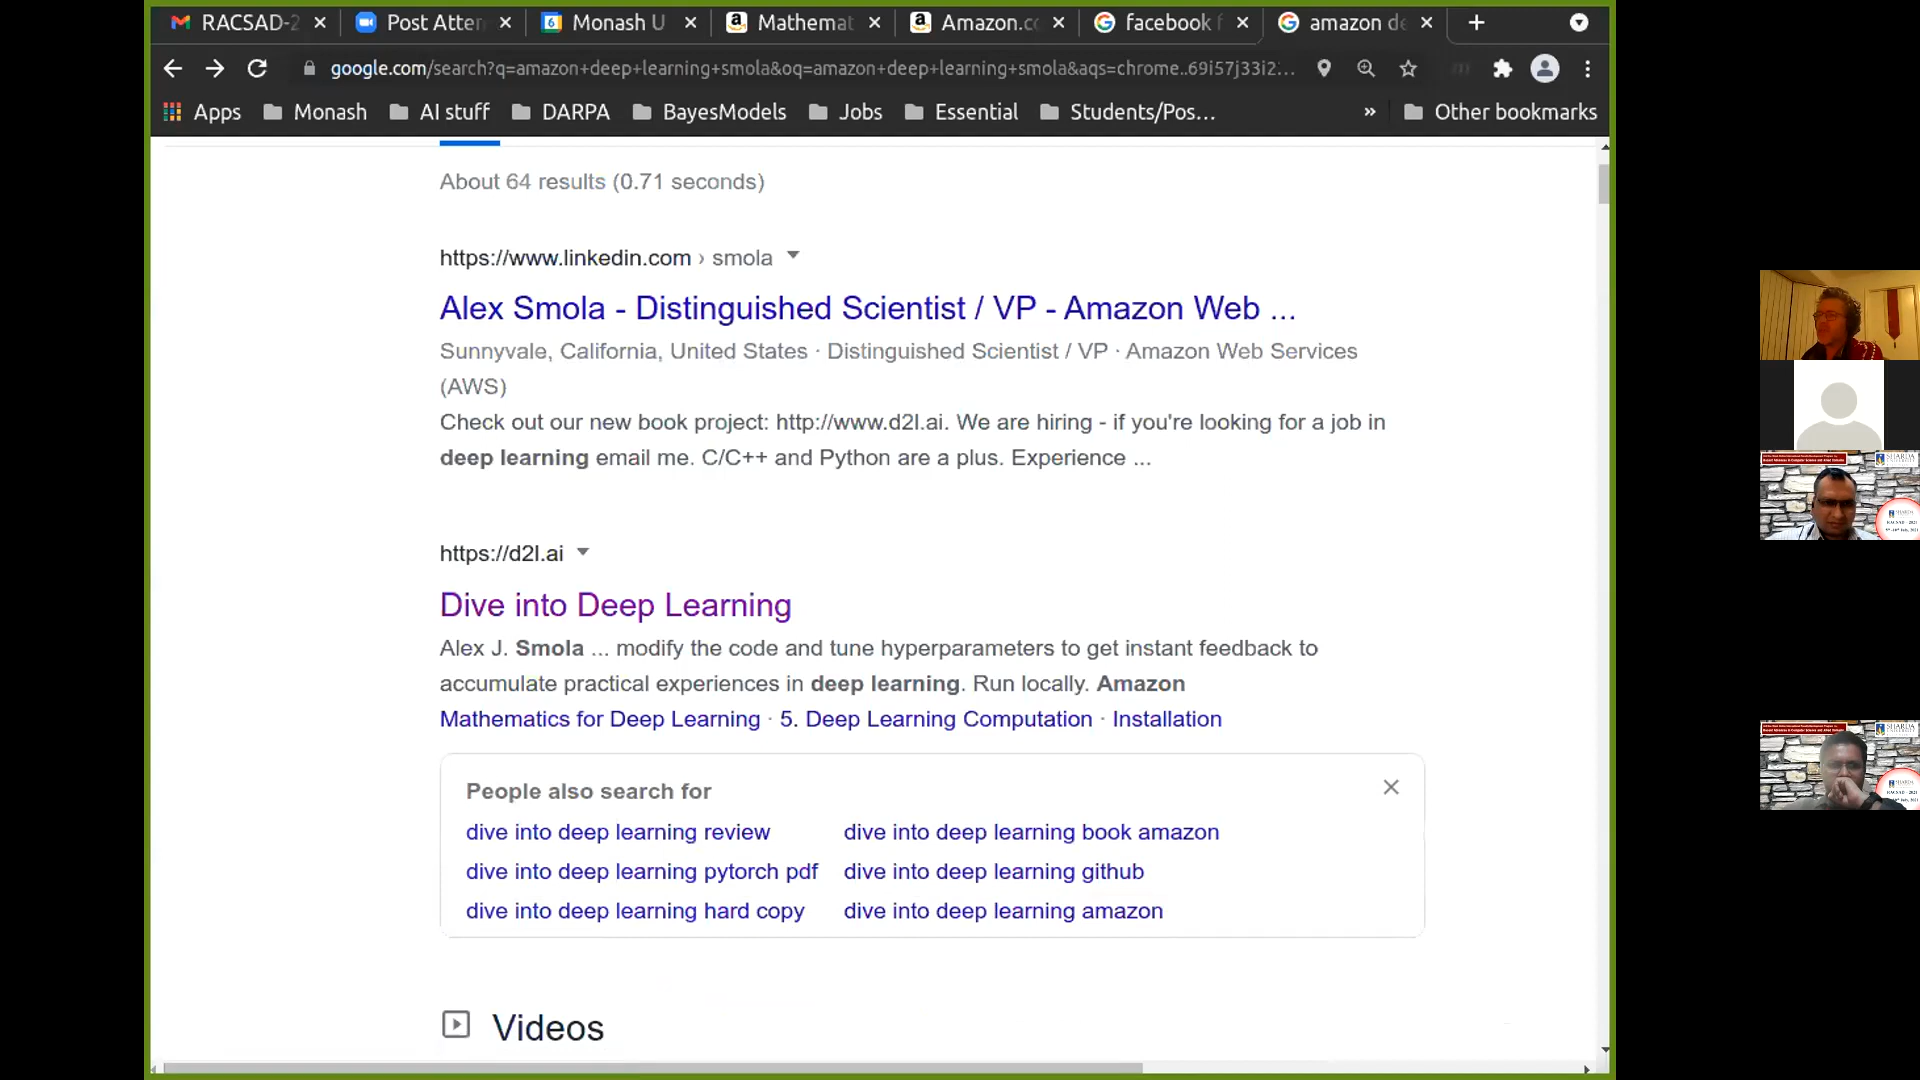 RACSAD-2
Post Atten
Monash U
Mathemat
Amazon.co
facebook f
amazon de
google.com/search?q=amazon+deep+learning+smola&oq=amazon+deep+learning+smola&aqs=chrome..69i57j33i2...
Apps
Monash
AI stuff
DARPA
BayesModels
Jobs
Essential
Students/Pos...
»
Other bookmarks
About 64 results (0.71 seconds)
https://www.linkedin.com › smola
Alex Smola - Distinguished Scientist / VP - Amazon Web ...
Sunnyvale, California, United States · Distinguished Scientist / VP · Amazon Web Services
(AWS)
Check out our new book project: http://www.d2l.ai. We are hiring - if you're looking for a job in
deep learning email me. C/C++ and Python are a plus. Experience ...
https://d2l.ai
Dive into Deep Learning
Alex J. Smola ... modify the code and tune hyperparameters to get instant feedback to
accumulate practical experiences in deep learning. Run locally. Amazon
Mathematics for Deep Learning · 5. Deep Learning Computation · Installation
People also search for
dive into deep learning review
dive into deep learning book amazon
dive into deep learning pytorch pdf
dive into deep learning github
dive into deep learning hard copy
dive into deep learning amazon
Videos
SHARDA
SHARDA